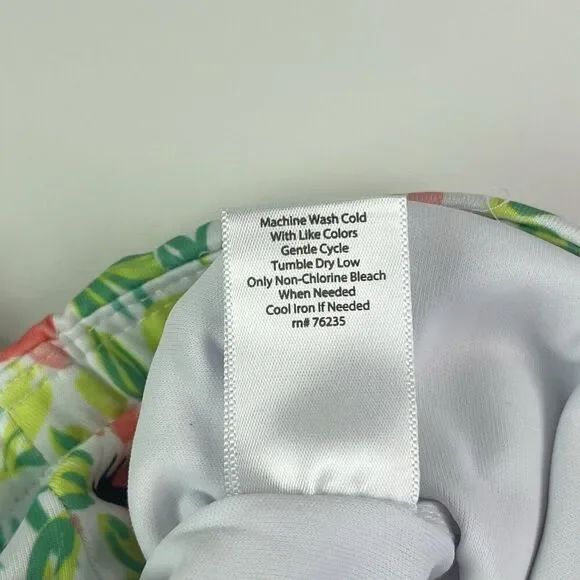 Machine Wash Cold
With Like Colors
Gentle Cycle
Tumble Dry Low
Only Non-Chlorine Bleach
When Needed
Cool Iron If Needed
rn# 76235